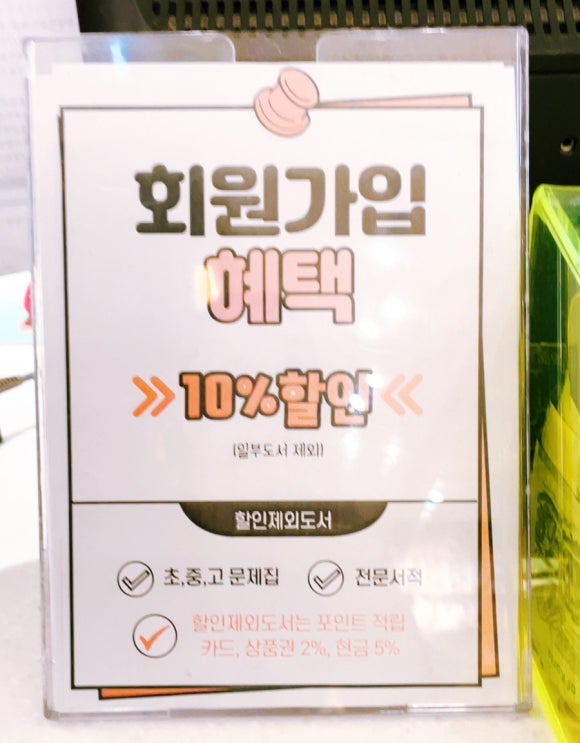 회원가입
혜택
10%할인
(일부도서 제외)
할인제외도서
초,중,고 문제집
전문서적
할인제외도서는 포인트 적립
카드, 상품권 2%, 현금 5%